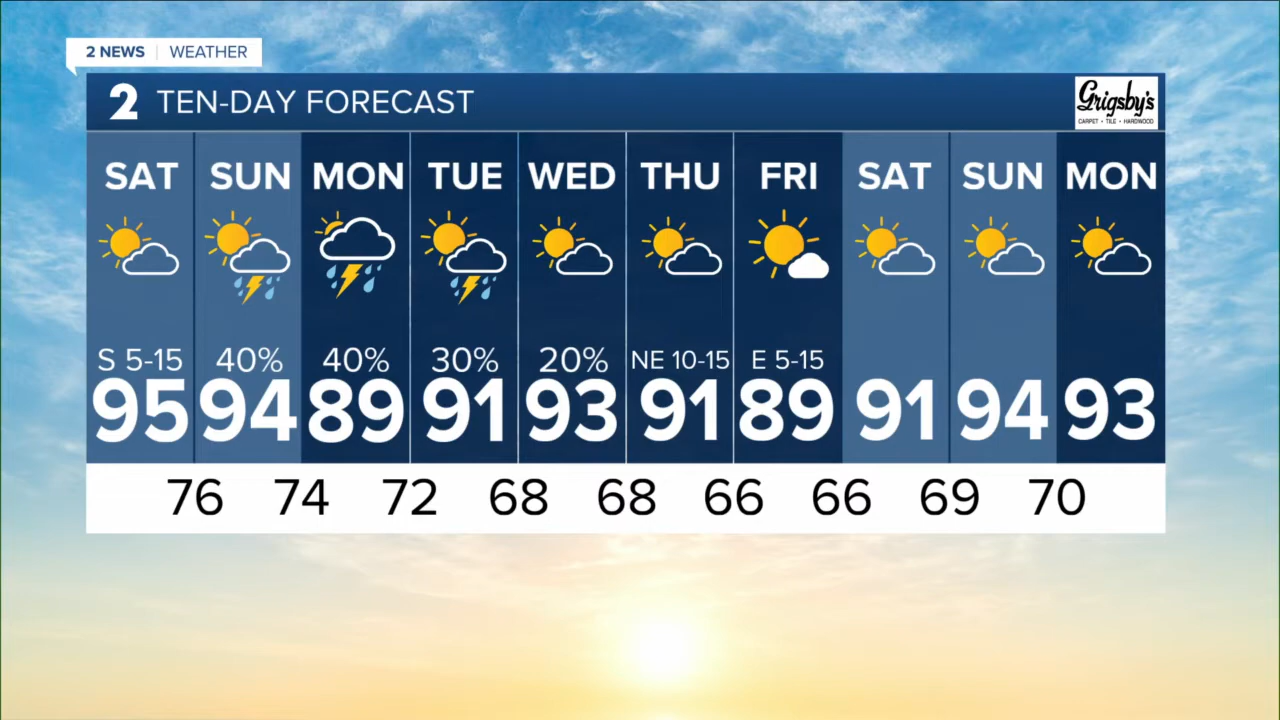 2 NEWS | WEATHER
2 TEN-DAY FORECAST
Grigsby's
CARPET • TILE • HARDWOOD
SAT SUN MON TUE WED THU FRI SAT SUN MON
S 5-15 40% 40% 30% 20% NE 10-15 E 5-15
95 94 89 91 93 91 89 91 94 93
76 74 72 68 68 66 66 69 70